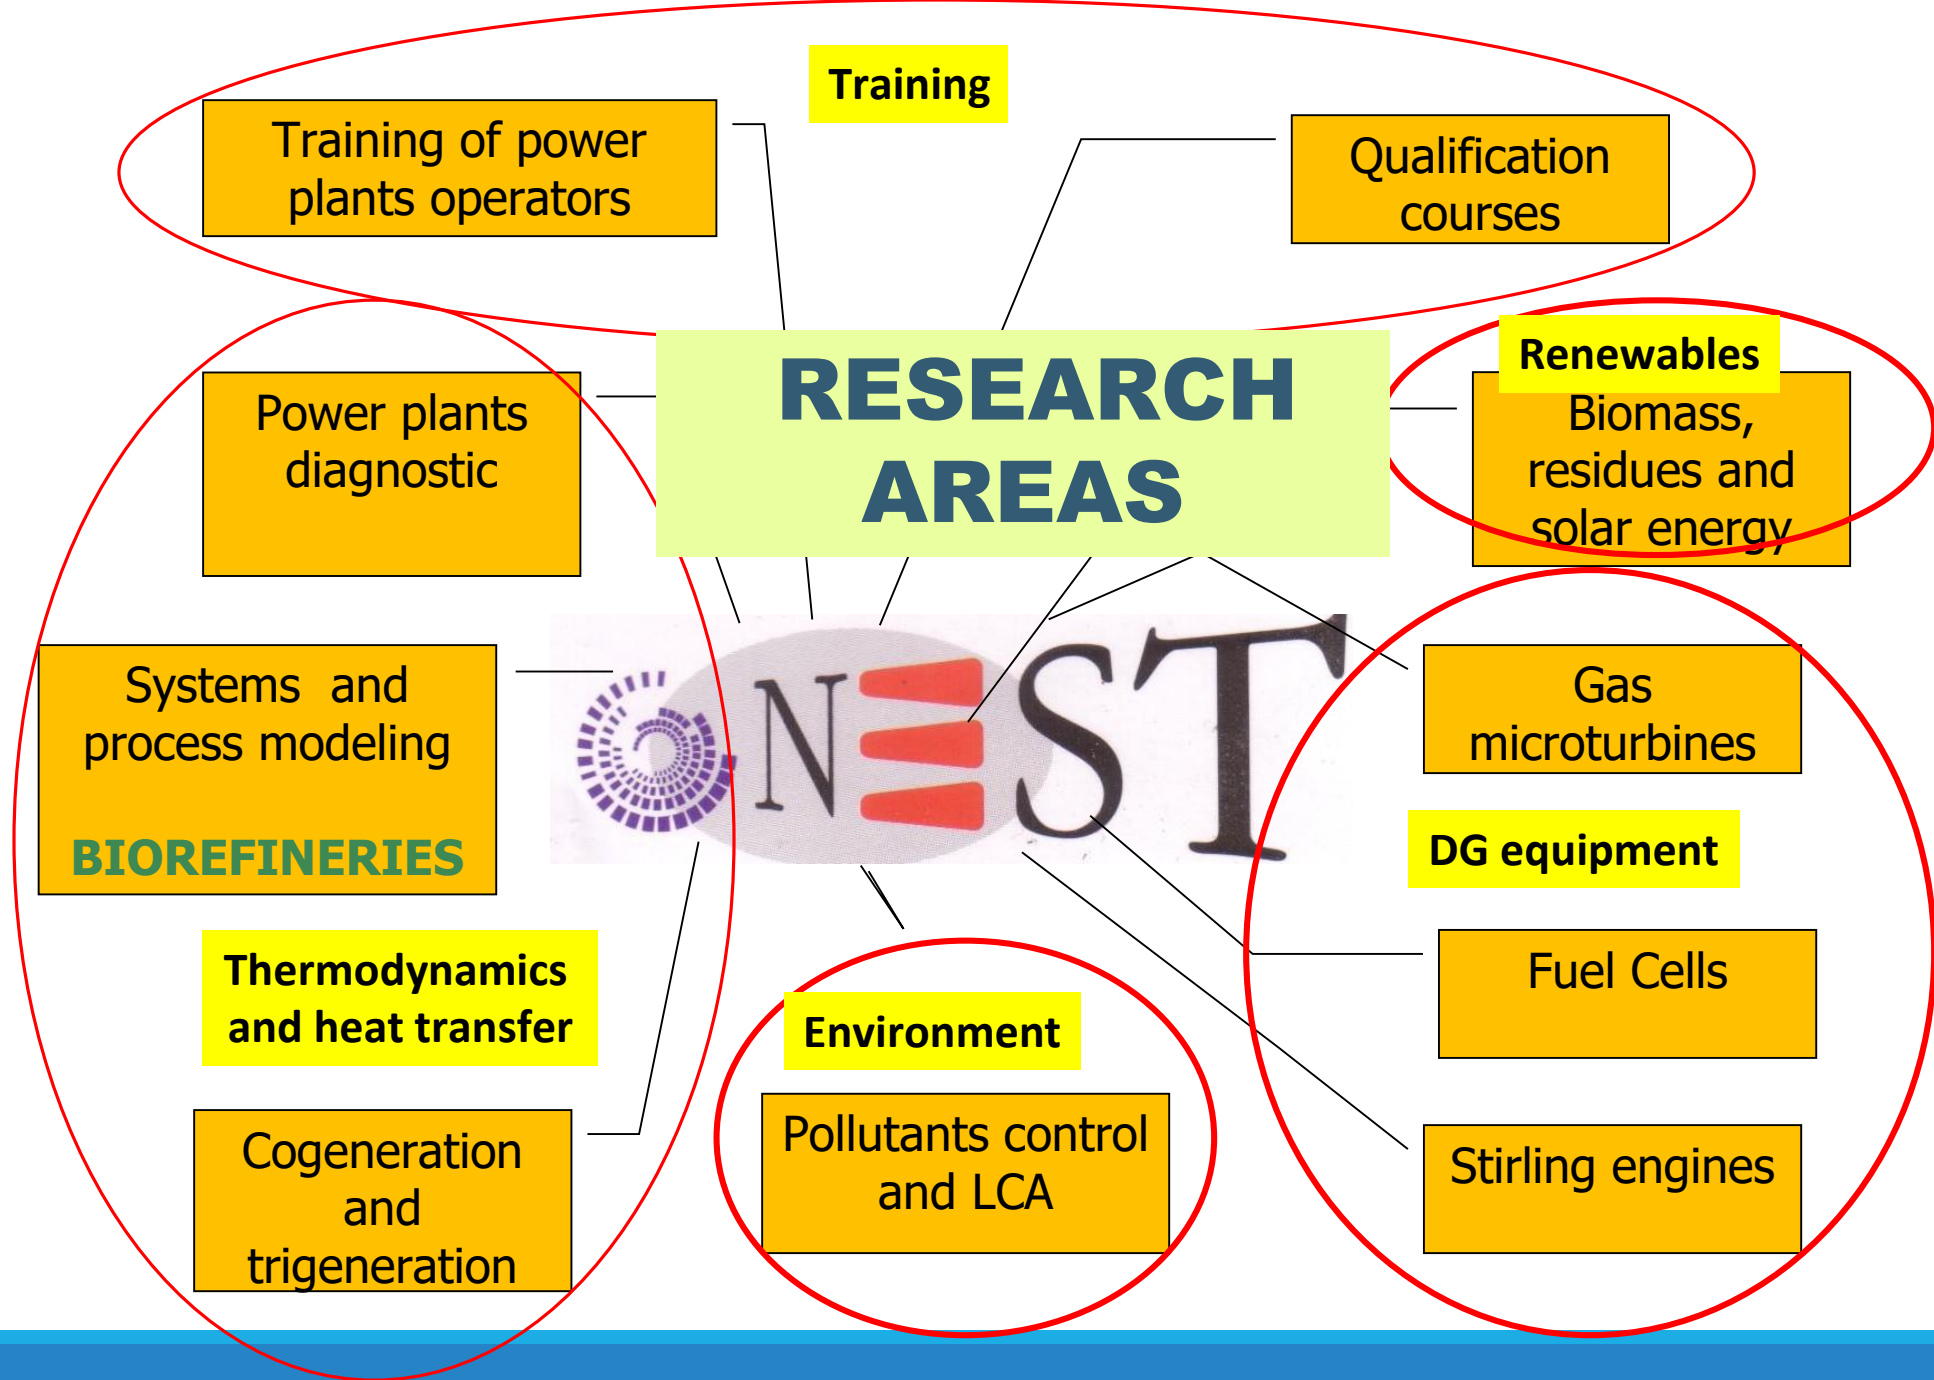 Training
Training of power
plants operators
Qualification
courses
RESEARCH
AREAS
Renewables
Biomass,
residues and
solar energy
Power plants
diagnostic
Systems and
process modeling
BIOREFINERIES
NEST
Gas
microturbines
DG equipment
Fuel Cells
Stirling engines
Thermodynamics
and heat transfer
Cogeneration
and
trigeneration
Environment
Pollutants control
and LCA